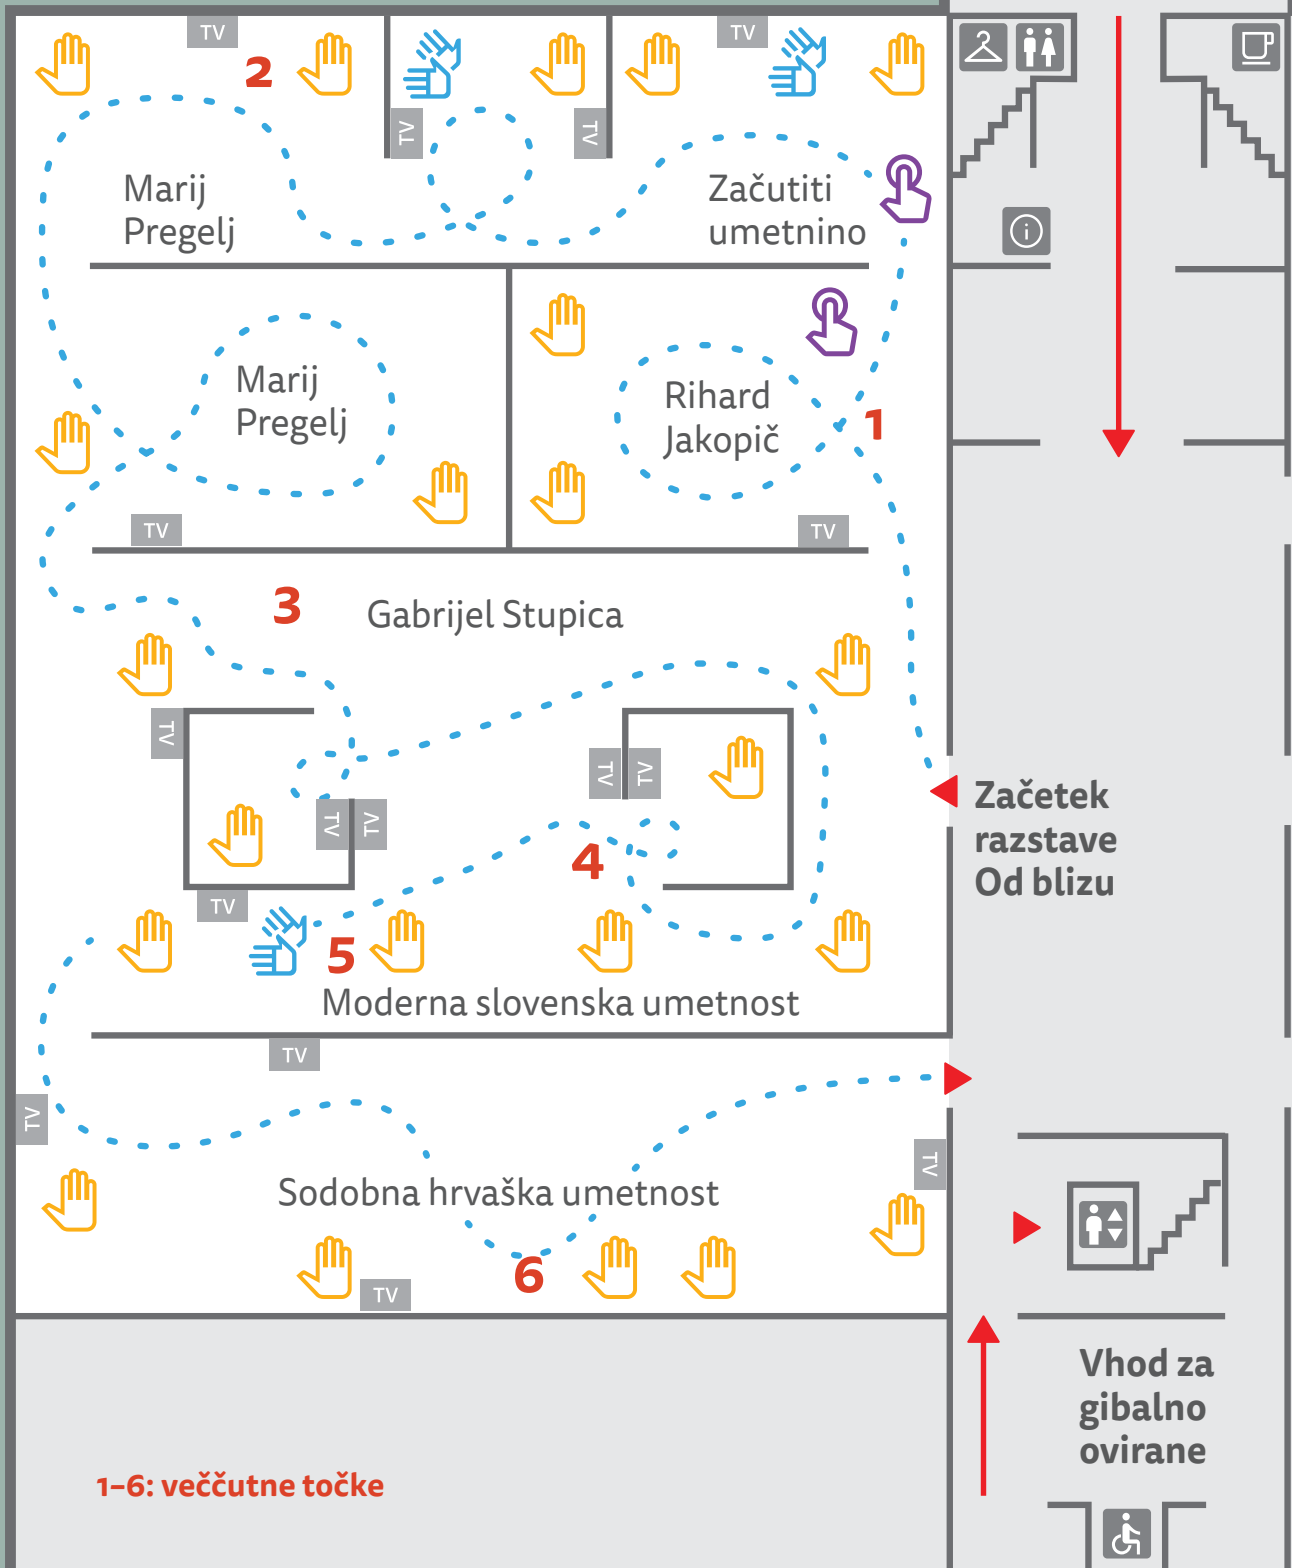 TV
TV
2
TV
TV
Marij
Pregelj
Začutiti
umetnino
Marij
Pregelj
Rihard
Jakopič
1
TV
TV
3
Gabrijel Stupica
TV
TV
TV
TV
TV
4
TV
5
Začetek
razstave
Od blizu
Moderna slovenska umetnost
TV
TV
TV
Sodobna hrvaška umetnost
6
TV
Vhod za
gibalno
ovirane
1–6: veččutne točke